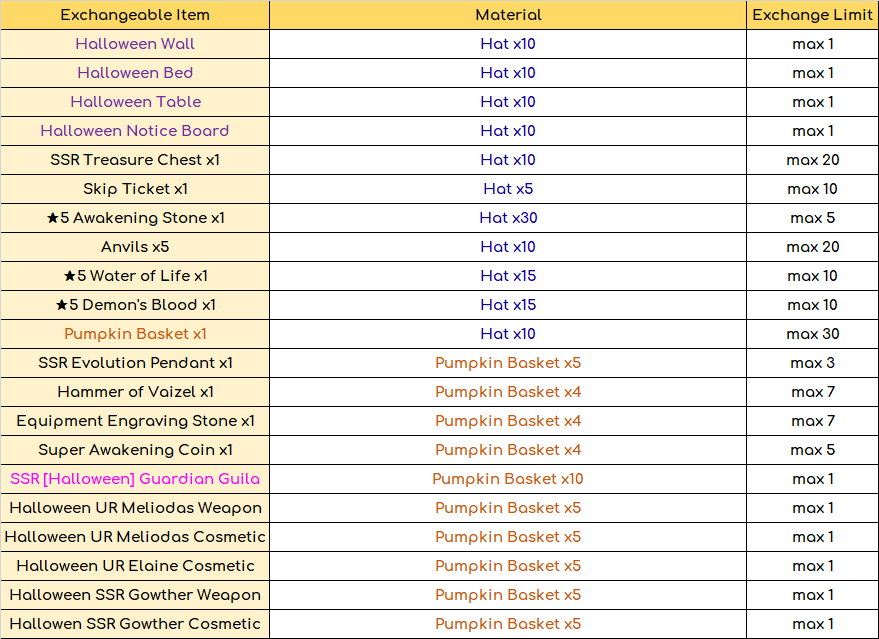 Exchangeable Item Material Exchange Limit
Halloween Wall Hat x10 max 1
Halloween Bed Hat x10 max 1
Halloween Table Hat x10 max 1
Halloween Notice Board Hat x10 max 1
SSR Treasure Chest x1 Hat x10 max 20
Skip Ticket x1 Hat x5 max 10
★5 Awakening Stone x1 Hat x30 max 5
Anvils x5 Hat x10 max 20
★5 Water of Life x1 Hat x15 max 10
★5 Demon's Blood x1 Hat x15 max 10
Pumpkin Basket x1 Hat x10 max 30
SSR Evolution Pendant x1 Pumpkin Basket x5 max 3
Hammer of Vaizel x1 Pumpkin Basket x4 max 7
Equipment Engraving Stone x1 Pumpkin Basket x4 max 7
Super Awakening Coin x1 Pumpkin Basket x4 max 5
SSR [Halloween] Guardian Guila Pumpkin Basket x10 max 1
Halloween UR Meliodas Weapon Pumpkin Basket x5 max 1
Halloween UR Meliodas Cosmetic Pumpkin Basket x5 max 1
Halloween UR Elaine Cosmetic Pumpkin Basket x5 max 1
Halloween SSR Gowther Weapon Pumpkin Basket x5 max 1
Hallowen SSR Gowther Cosmetic Pumpkin Basket x5 max 1